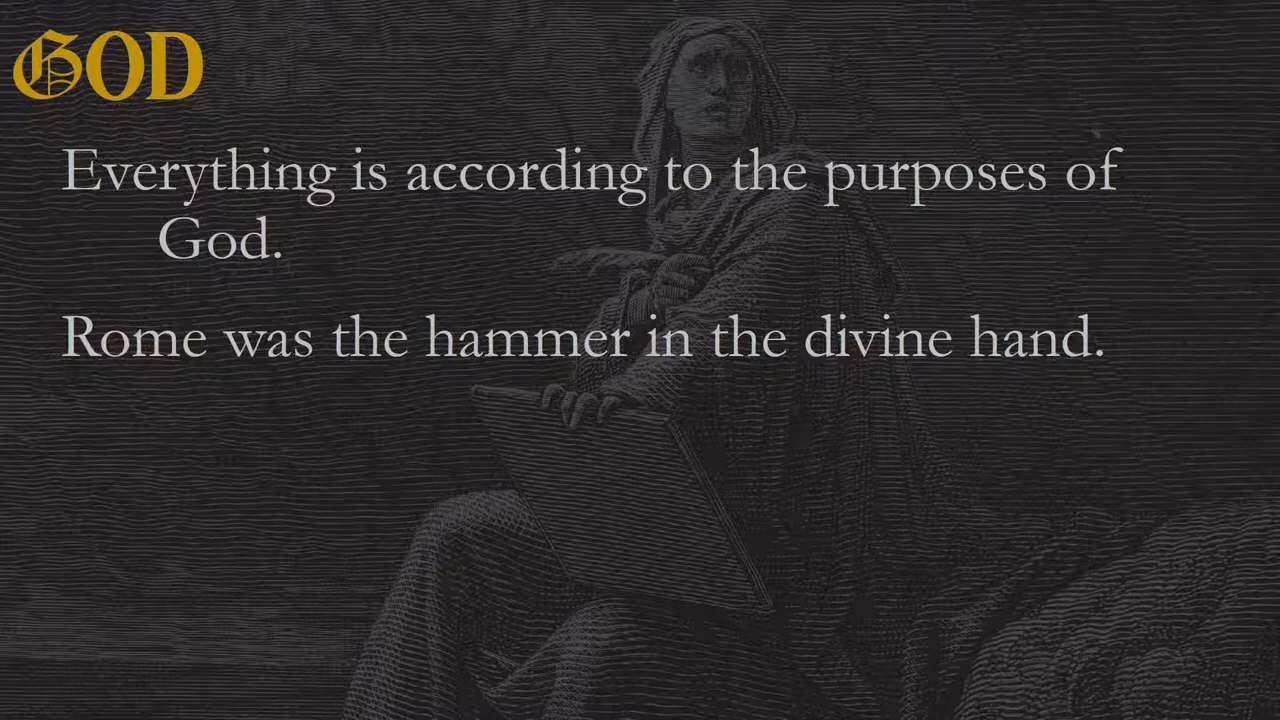 GOD
Everything is according to the purposes of
God.
Rome was the hammer in the divine hand.